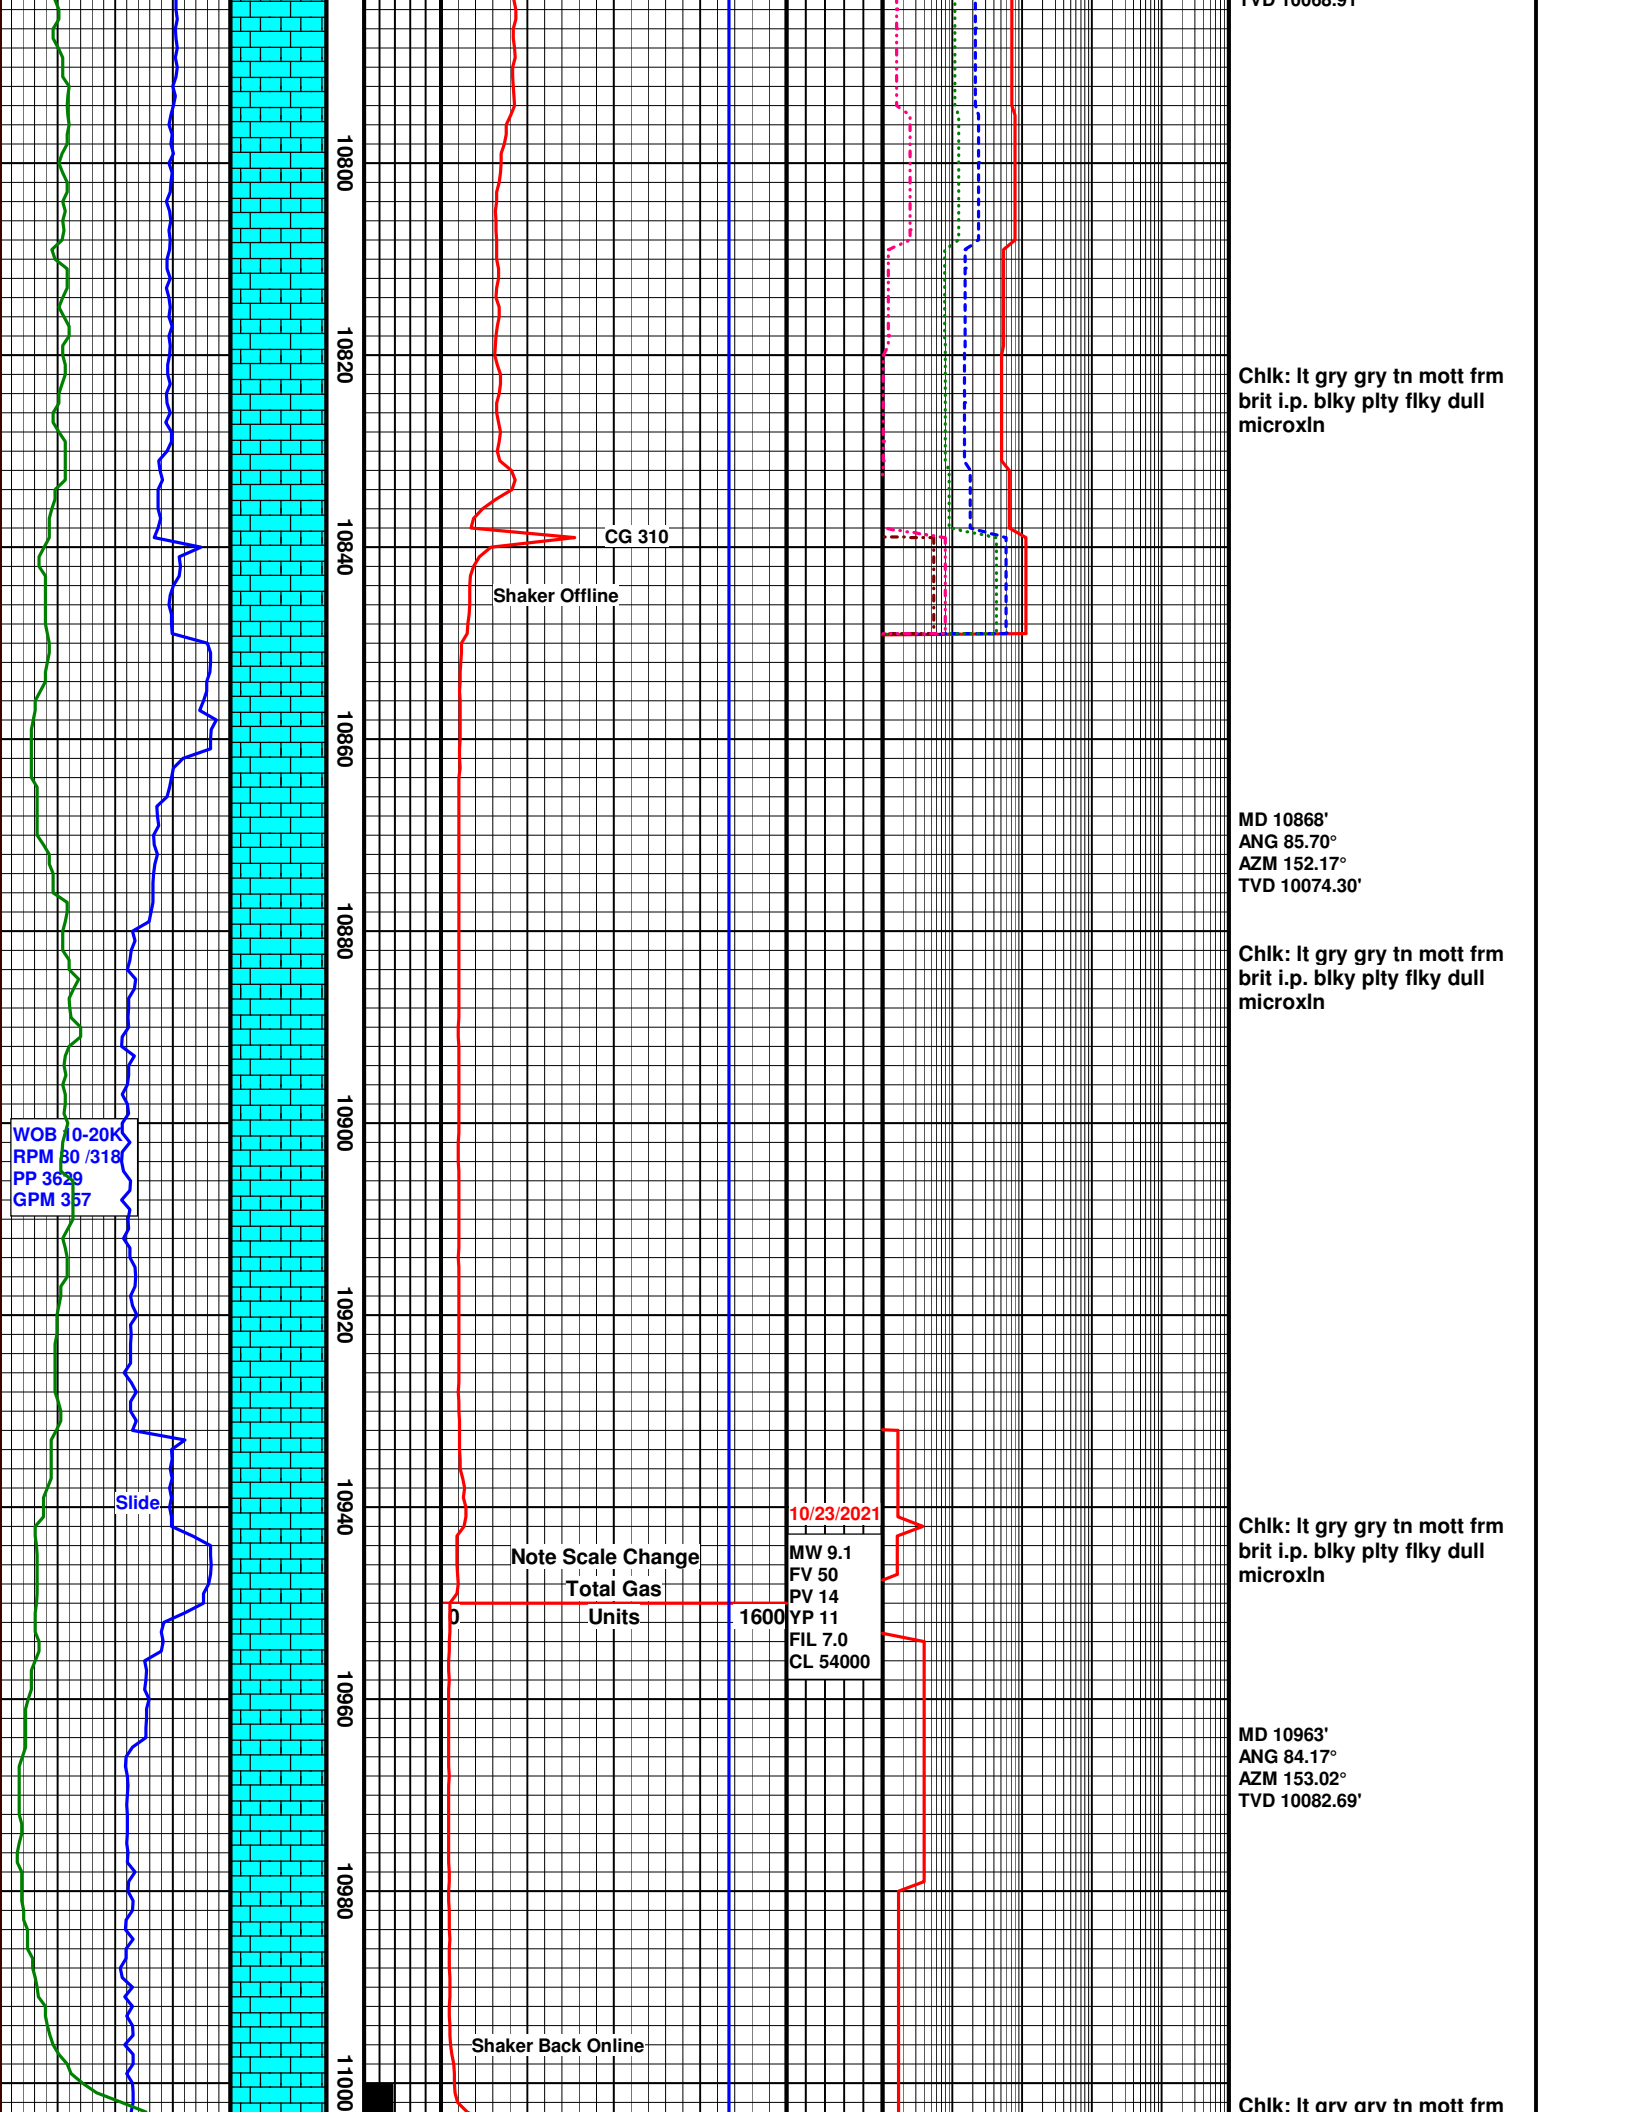 TVD 10068.91'
10800
10820
Chlk: lt gry gry tn mott frm
brit i.p. blky plty flky dull
microxln
CG 310
10840
Shaker Offline
10860
MD 10868'
ANG 85.70°
AZM 152.17°
TVD 10074.30'
10880
Chlk: lt gry gry tn mott frm
brit i.p. blky plty flky dull
microxln
10900
WOB 10-20K
RPM 80 /318
PP 3629
GPM 357
10920
Slide
10940
10/23/2021
MW 9.1
FV 50
PV 14
YP 11
FIL 7.0
CL 54000
Chlk: lt gry gry tn mott frm
brit i.p. blky plty flky dull
microxln
Note Scale Change
Total Gas
0 Units 1600
10960
MD 10963'
ANG 84.17°
AZM 153.02°
TVD 10082.69'
10980
Shaker Back Online
11000
Chlk: lt gry gry tn mott frm